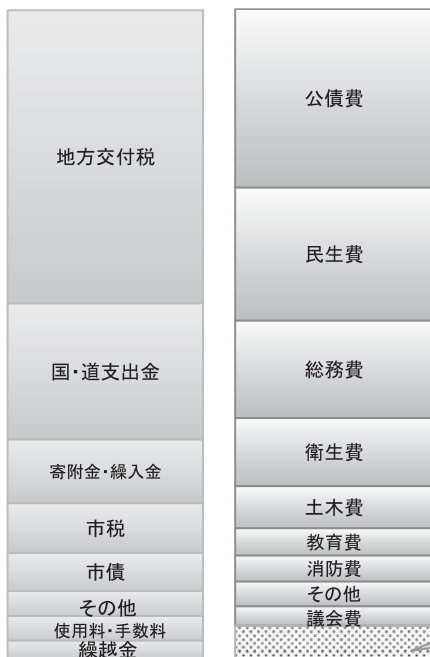 地方交付税
国・道支出金
寄附金・繰入金
市税
市債
その他
使用料・手数料
繰越金
公債費
民生費
総務費
衛生費
土木費
教育費
消防費
その他
議会費